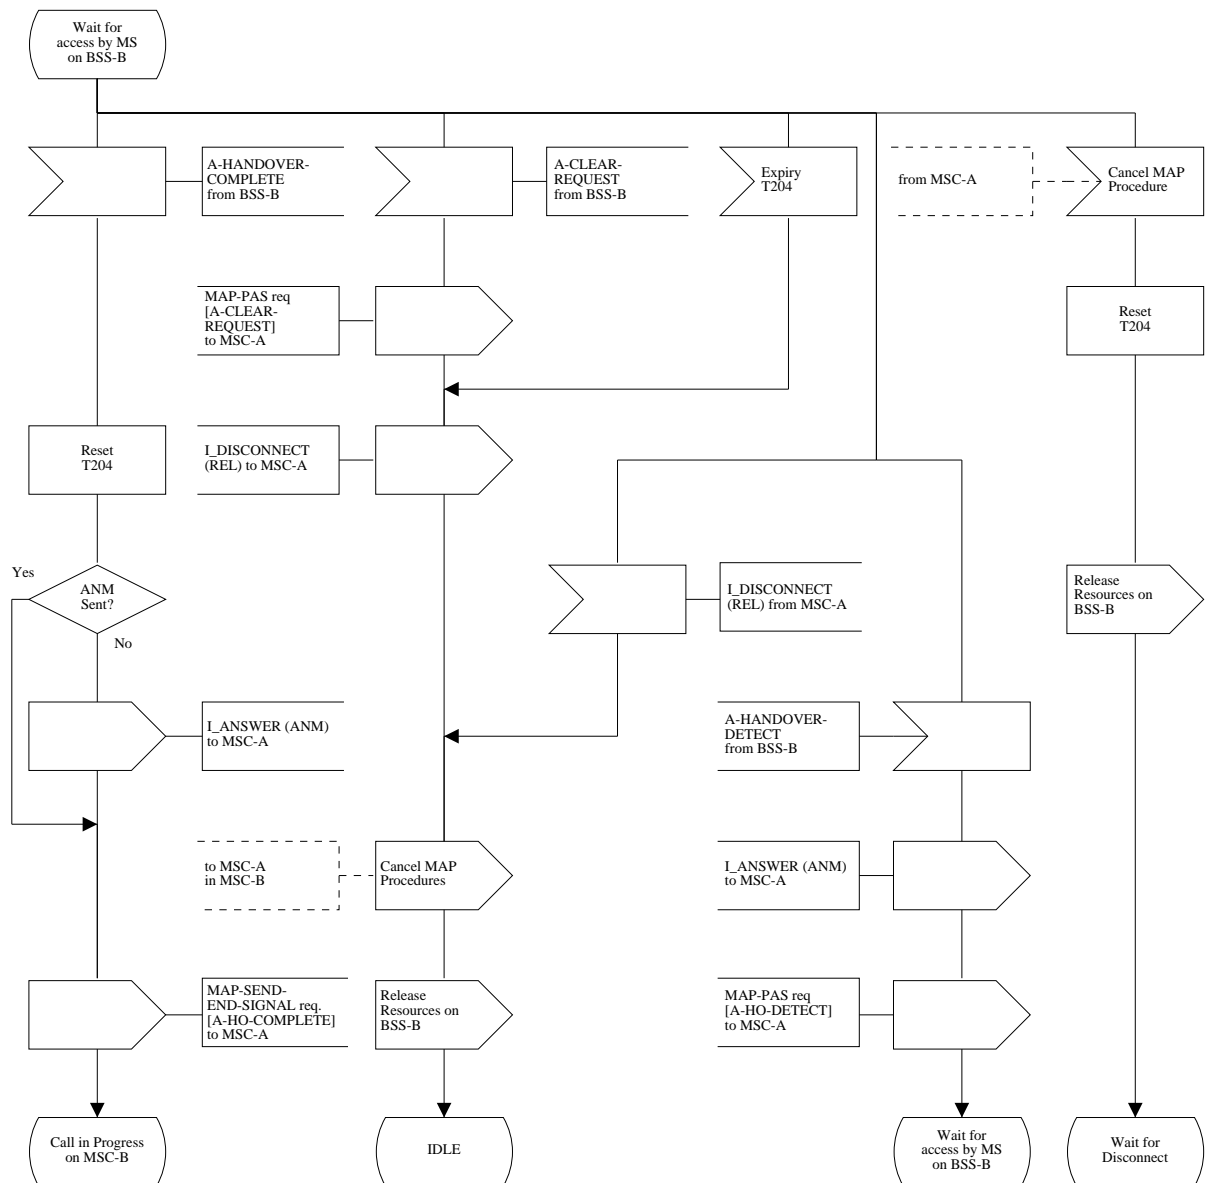 Wait for
access by MS
on BSS-B
A-HANDOVER-
COMPLETE
from BSS-B
A-CLEAR-
REQUEST
from BSS-B
Expiry
T204
from MSC-A
Cancel MAP
Procedure
MAP-PAS req
[A-CLEAR-
REQUEST]
to MSC-A
Reset
T204
Reset
T204
I_DISCONNECT
(REL) to MSC-A
Yes
ANM
Sent?
No
I_DISCONNECT
(REL) from MSC-A
Release
Resources on
BSS-B
I_ANSWER (ANM)
to MSC-A
A-HANDOVER-
DETECT
from BSS-B
to MSC-A
in MSC-B
Cancel MAP
Procedures
I_ANSWER (ANM)
to MSC-A
MAP-SEND-
END-SIGNAL req.
[A-HO-COMPLETE]
to MSC-A
Release
Resources on
BSS-B
MAP-PAS req
[A-HO-DETECT]
to MSC-A
Call in Progress
on MSC-B
IDLE
Wait for
access by MS
on BSS-B
Wait for
Disconnect